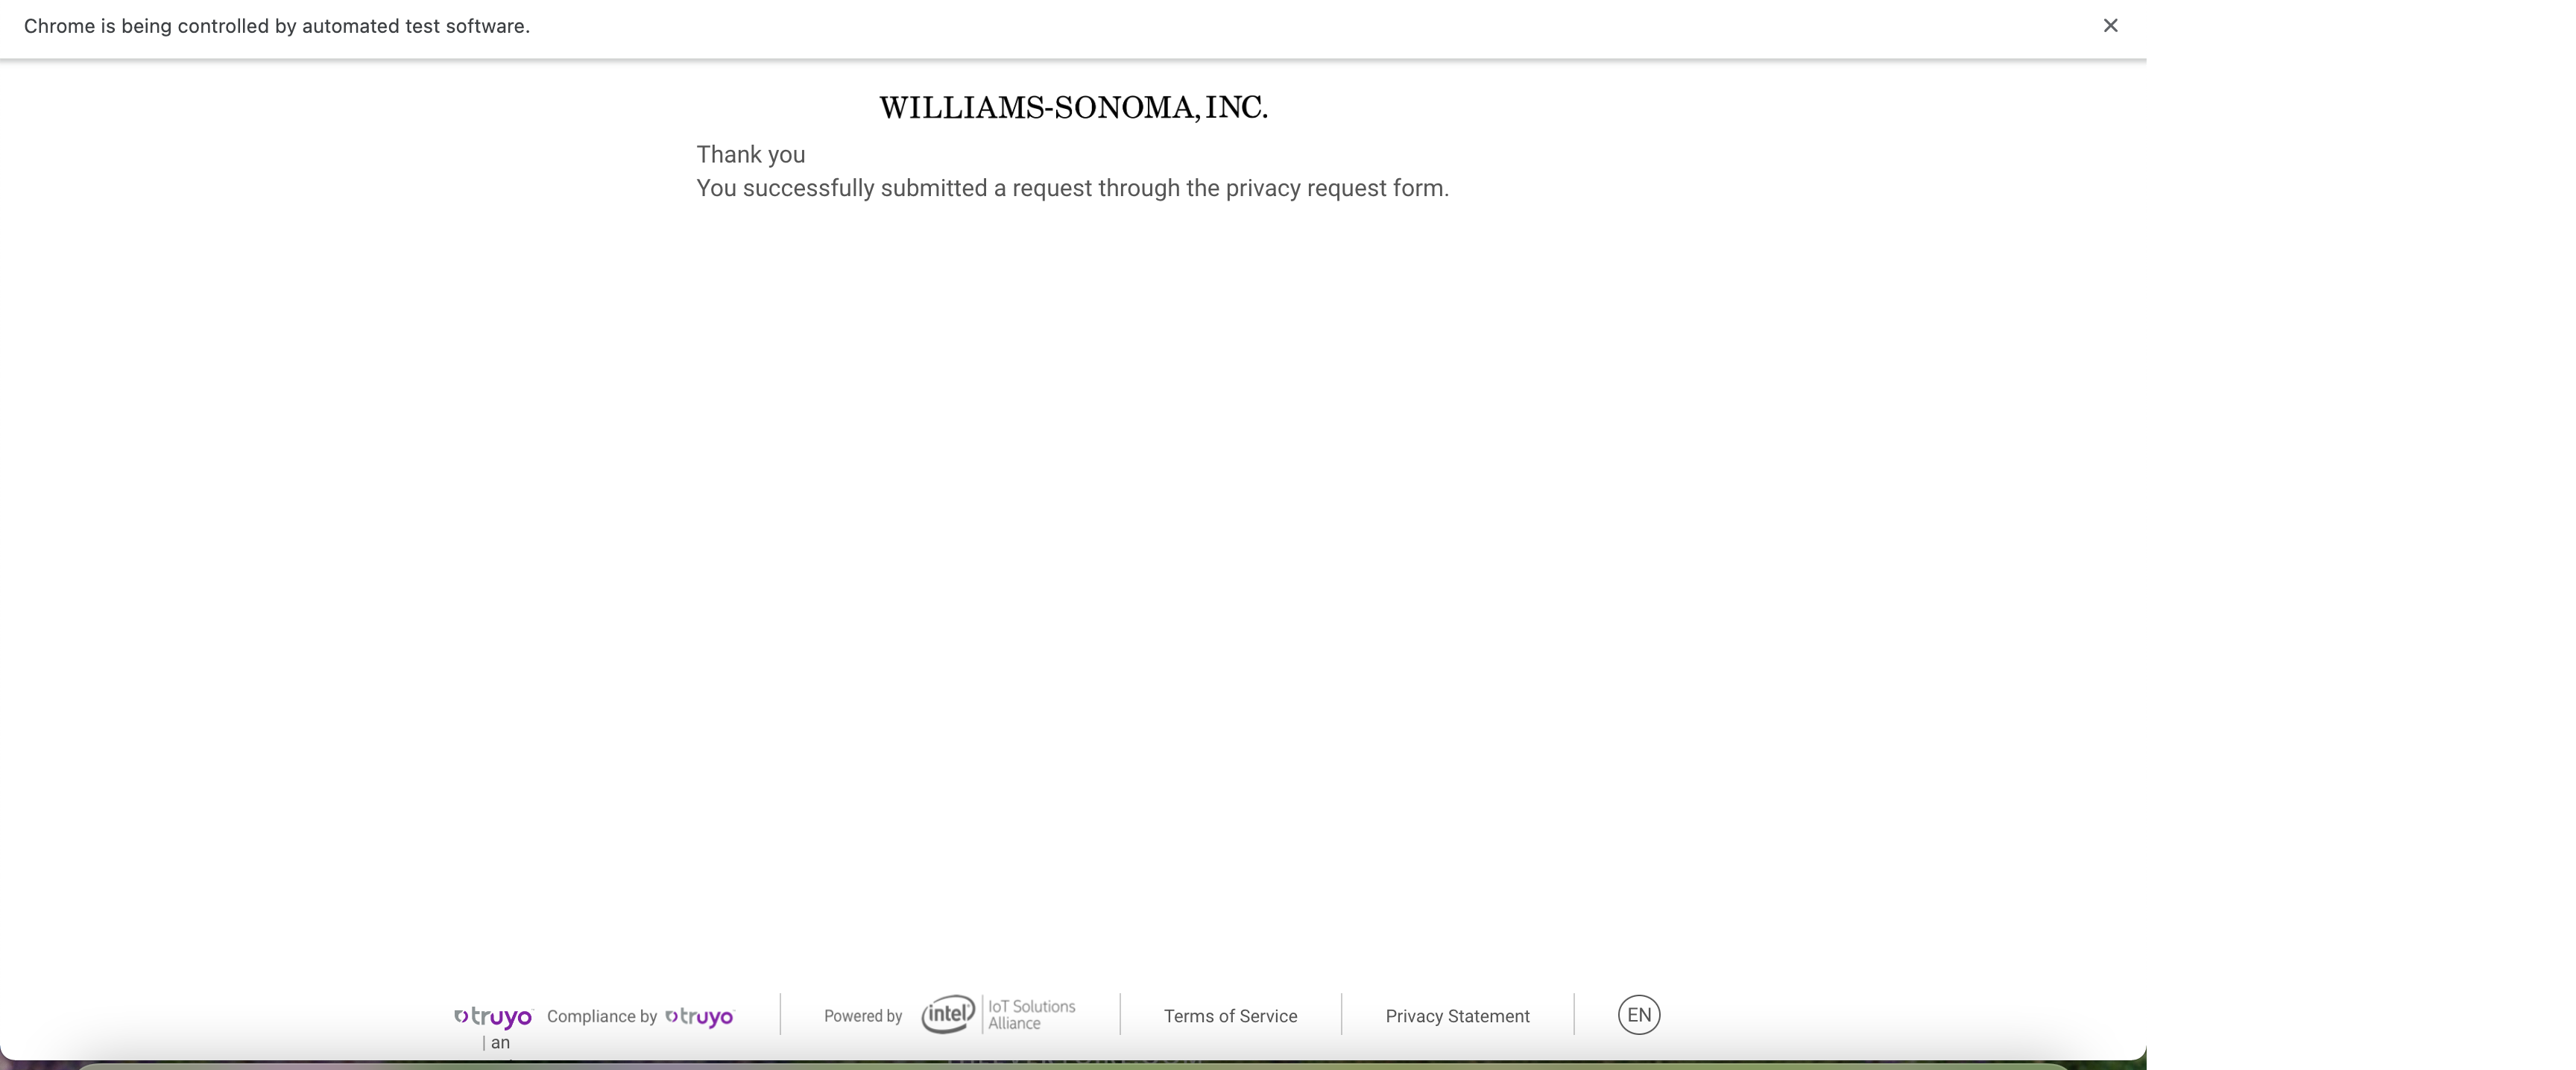 Chrome is being controlled by automated test software.
WILLIAMS-SONOMA, INC.
Thank you
You successfully submitted a request through the privacy request form.
truyo Compliance by truyo
| an
Powered by intel IoT Solutions
Alliance
Terms of Service
Privacy Statement
EN